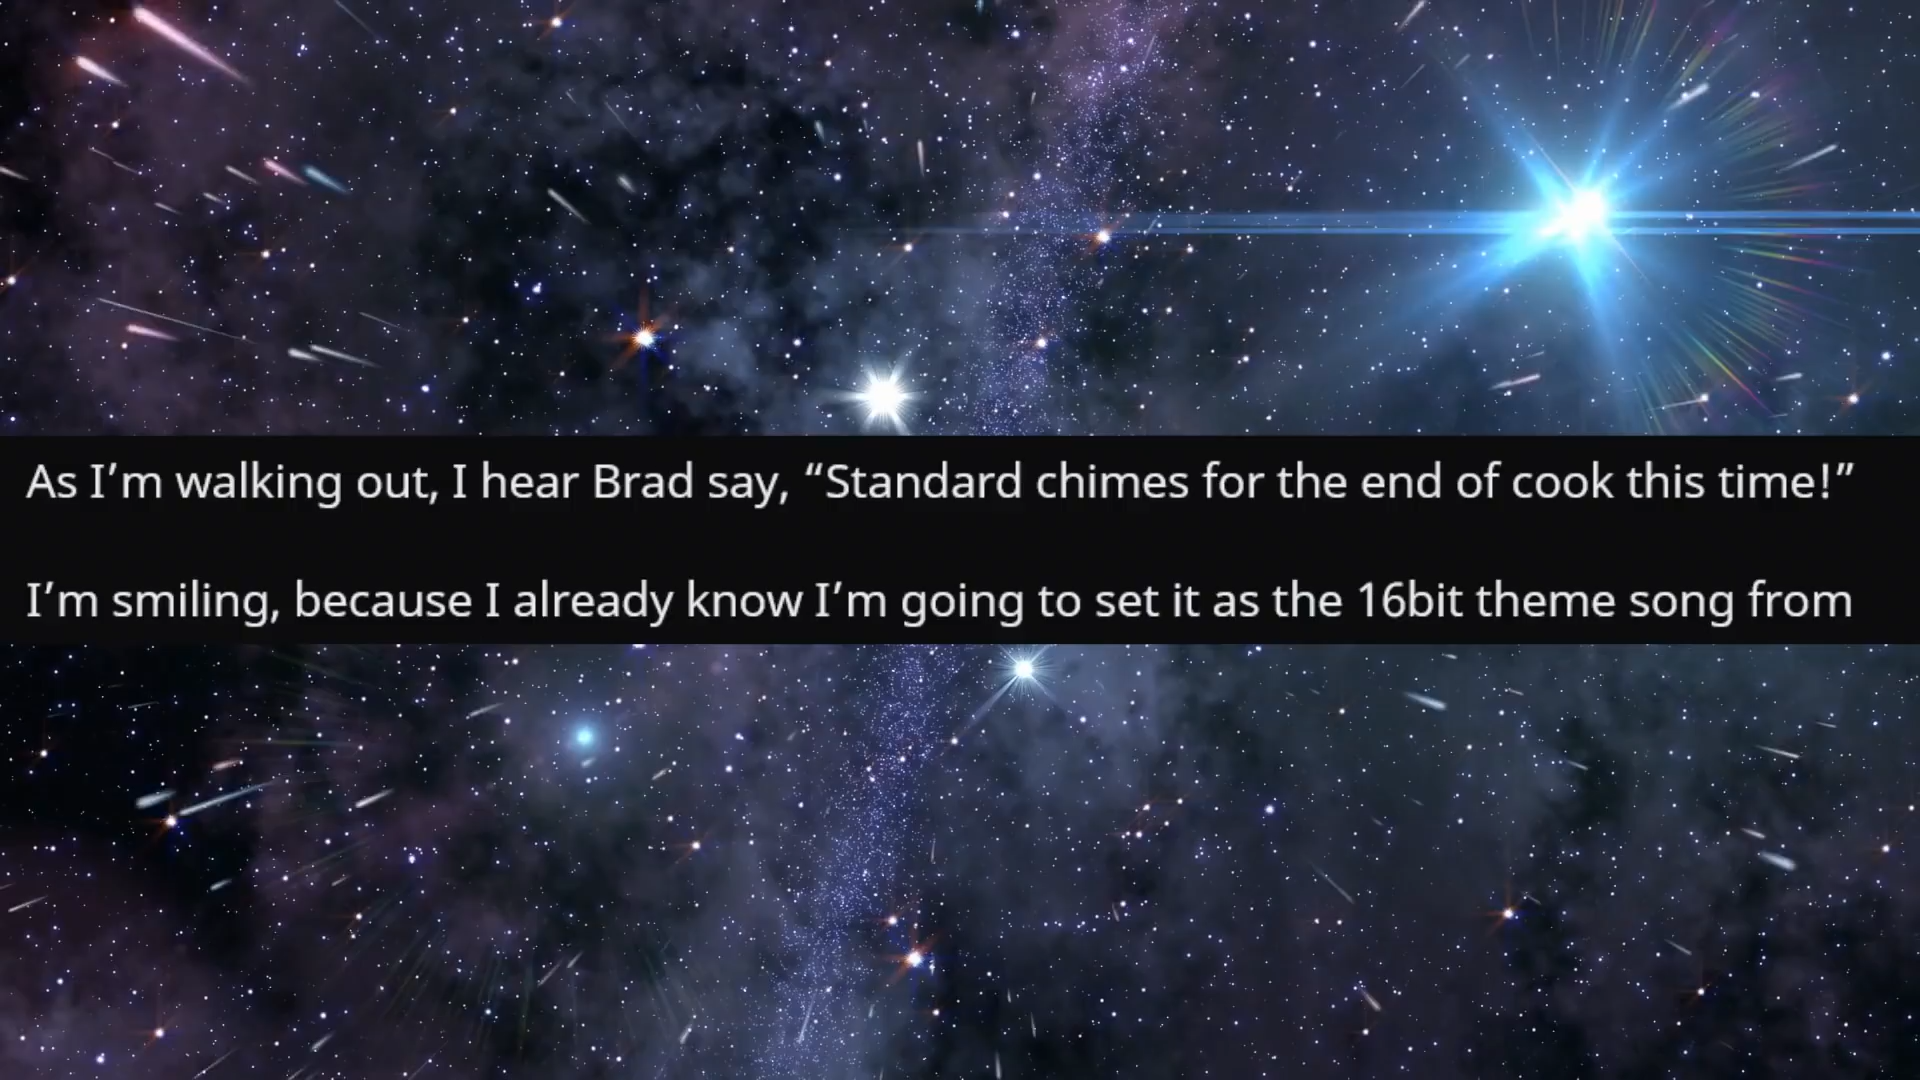 As I’m walking out, I hear Brad say, “Standard chimes for the end of cook this time!”
I’m smiling, because I already know I’m going to set it as the 16bit theme song from